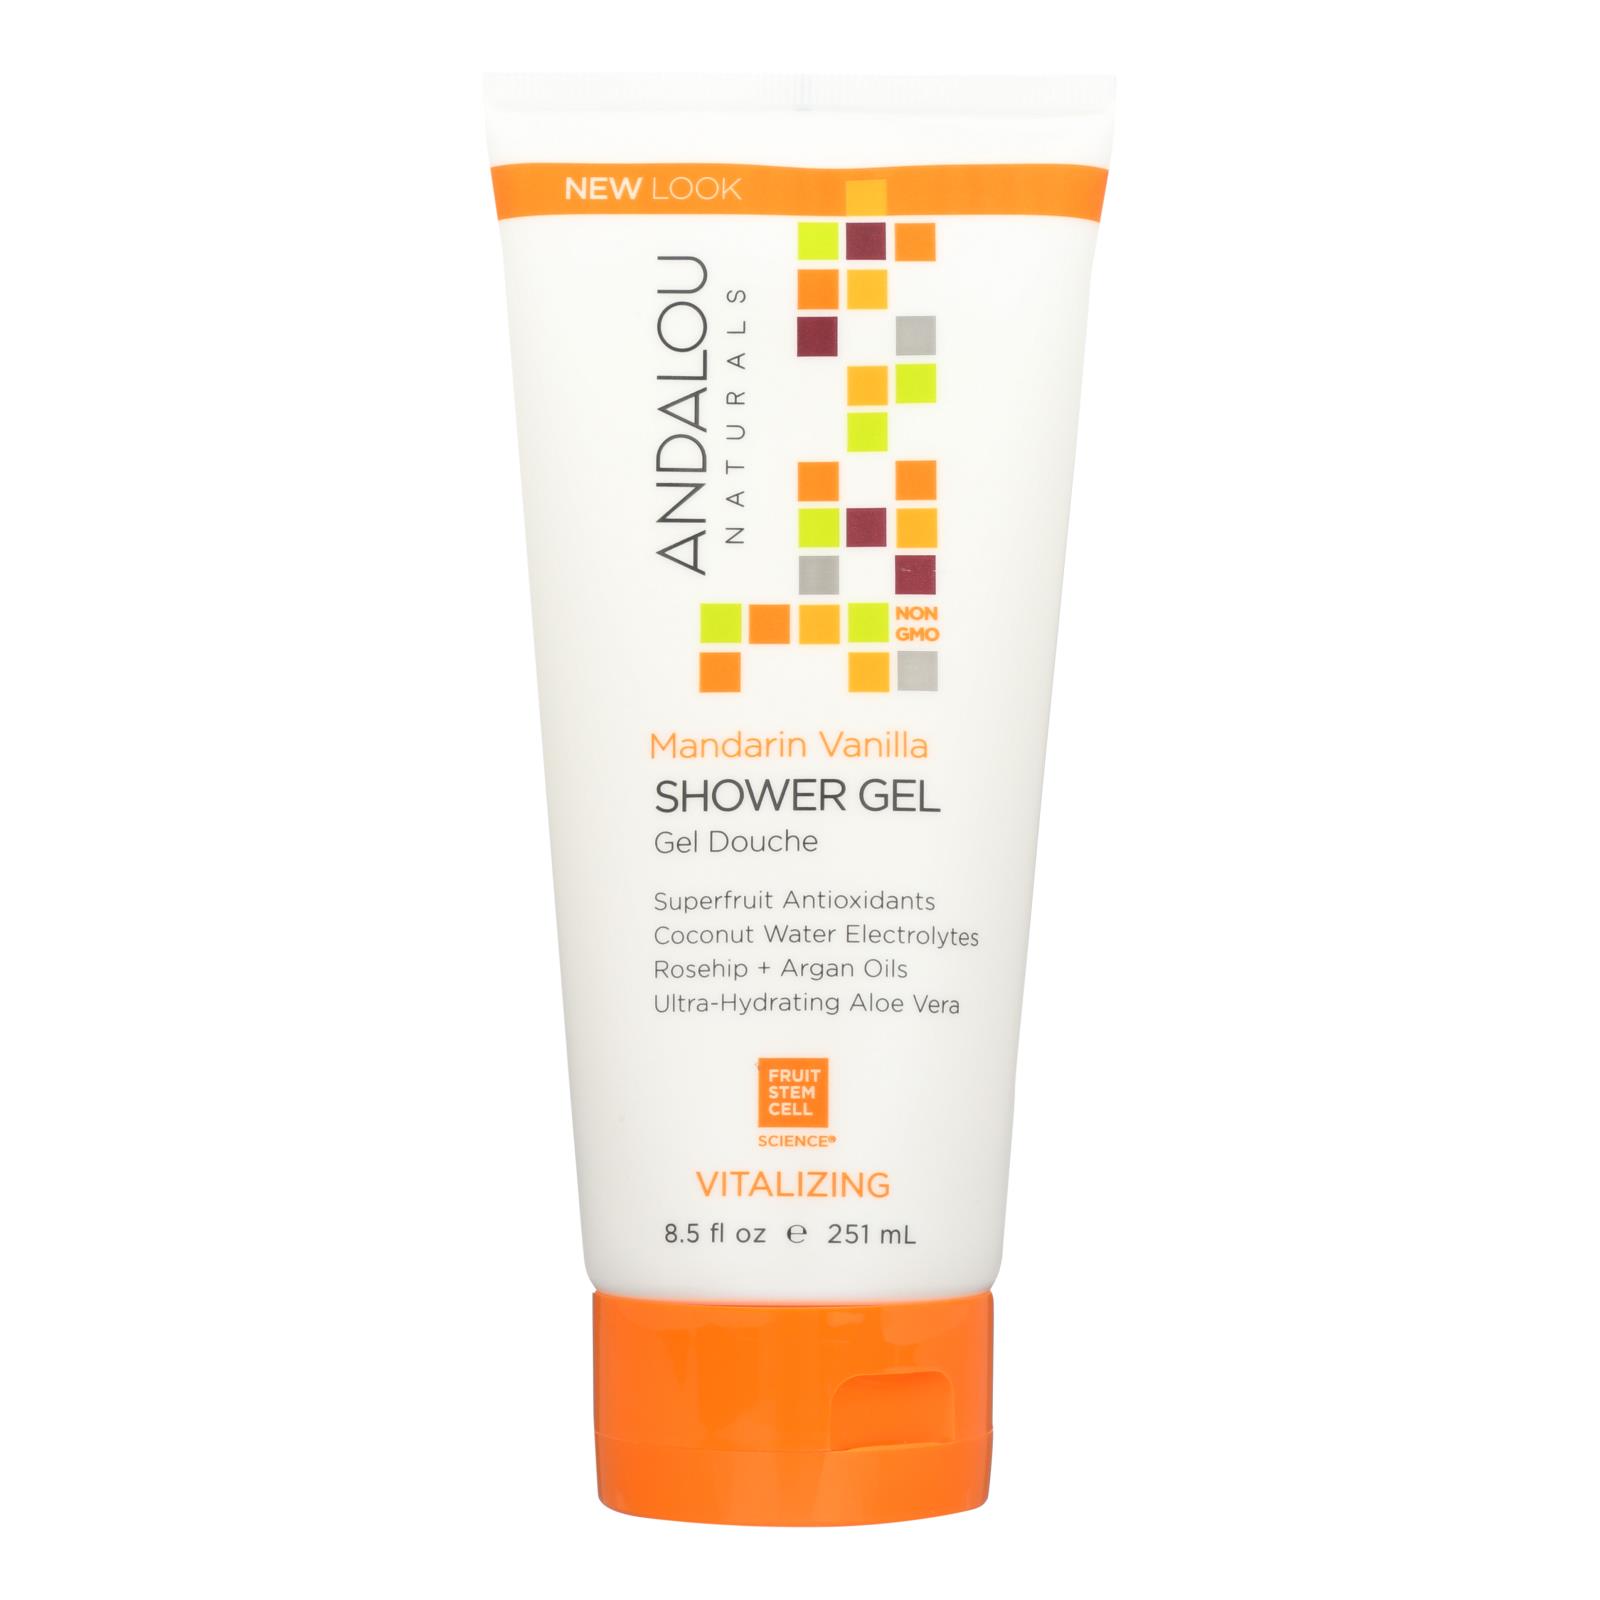 NEW LOOK
ANDALOU
NATURALS
NON
GMO
Mandarin Vanilla
SHOWER GEL
Gel Douche
Superfruit Antioxidants
Coconut Water Electrolytes
Rosehip + Argan Oils
Ultra-Hydrating Aloe Vera
FRUIT
STEM
CELL
SCIENCE®
VITALIZING
8.5 fl oz ℮ 251 mL